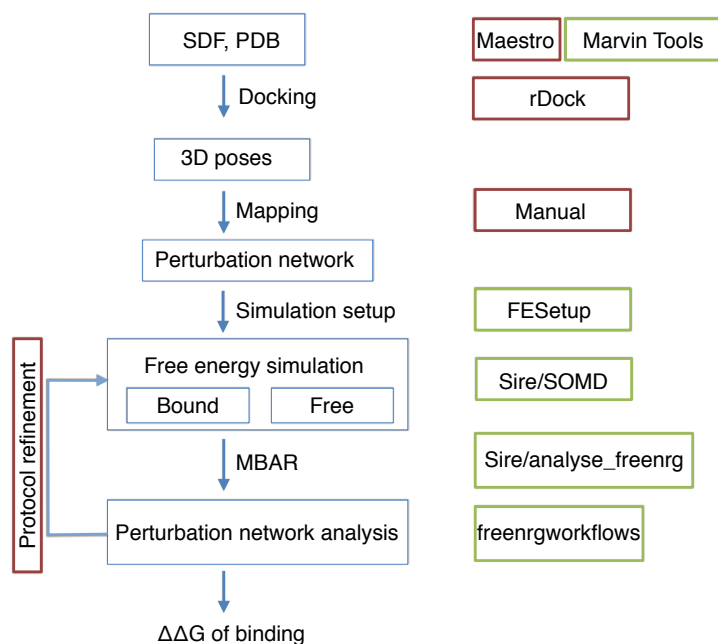 SDF, PDB
Maestro
Marvin Tools
Docking
rDock
3D poses
Mapping
Manual
Perturbation network
Simulation setup
FESetup
Protocol refinement
Free energy simulation
Bound
Free
Sire/SOMD
MBAR
Sire/analyse_freenrg
Perturbation network analysis
freenrgworkflows
ΔΔG of binding